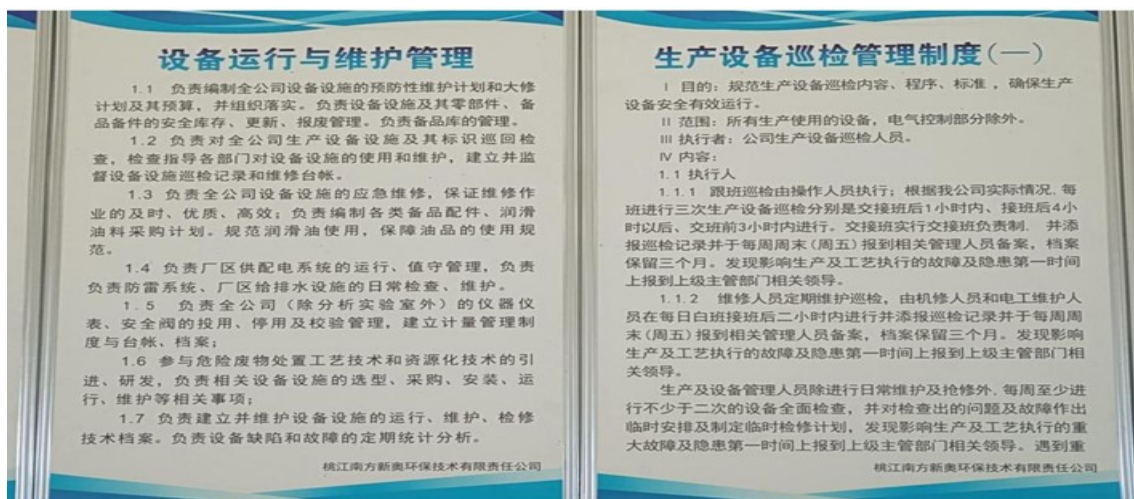 设备运行与维护管理
1.1 负责编制全公司设备设施的预防性维护计划和大修
计划及其预算，并组织落实。负责设备设施及其零部件、备
品备件的安全库存、更新、报废管理。负责备品库的管理。
1.2 负责对全公司生产设备设施及其标识巡回检
查，检查指导各部门对设备设施的使用和维护，建立并监
督设备设施巡检记录和维修台帐。
1.3 负责全公司设备设施的应急维修，保证维修作
业的及时、优质、高效；负责编制各类备品配件、润滑
油料采购计划。规范润滑油使用，保障油品的使用规
范。
1.4 负责厂区供配电系统的运行、值守管理，负责
负责防雷系统、厂区给排水设施的日常检查、维护。
1.5 负责全公司（除分析实验室外）的仪器仪
表、安全阀的投用、停用及校验管理，建立计量管理制
度与台帐、档案；
1.6 参与危险废物处置工艺技术和资源化技术的引
进、研发，负责相关设备设施的选型、采购、安装、运
行、维护等相关事项；
1.7 负责建立并维护设备设施的运行、维护、检修
技术档案。负责设备缺陷和故障的定期统计分析。
桃江南方新奥环保技术有限责任公司
生产设备巡检管理制度(一)
I 目的：规范生产设备巡检内容、程序、标准，确保生产
设备安全有效运行。
II 范围：所有生产使用的设备，电气控制部分除外。
III 执行者：公司生产设备巡检人员。
IV 内容：
1.1 执行人
1.1.1 跟班巡检由操作人员执行；根据我公司实际情况，每
班进行三次生产设备巡检分别是交接班后1小时内、接班后4小
时以后、交班前3小时内进行。交接班实行交接班负责制. 并添
报巡检记录并于每周周末(周五)报到相关管理人员备案，档案
保留三个月。发现影响生产及工艺执行的故障及隐患第一时间
上报到上级主管部门相关领导。
1.1.2 维修人员定期维护巡检，由机修人员和电工维护人
员在每日白班接班后二小时内进行并添报巡检记录并于每周周
末(周五)报到相关管理人员备案，档案保留三个月。发现影响
生产及工艺执行的故障及隐患第一时间上报到上级主管部门相
关领导。
生产及设备管理人员除进行日常维护及抢修外，每周至少进
行不少于二次的设备全面检查，并对检查出的问题及故障作出
临时安排及制定临时检修计划，发现影响生产及工艺执行的重
大故障及隐患第一时间上报到上级主管部门相关领导。遇到重
桃江南方新奥环保技术有限责任公司